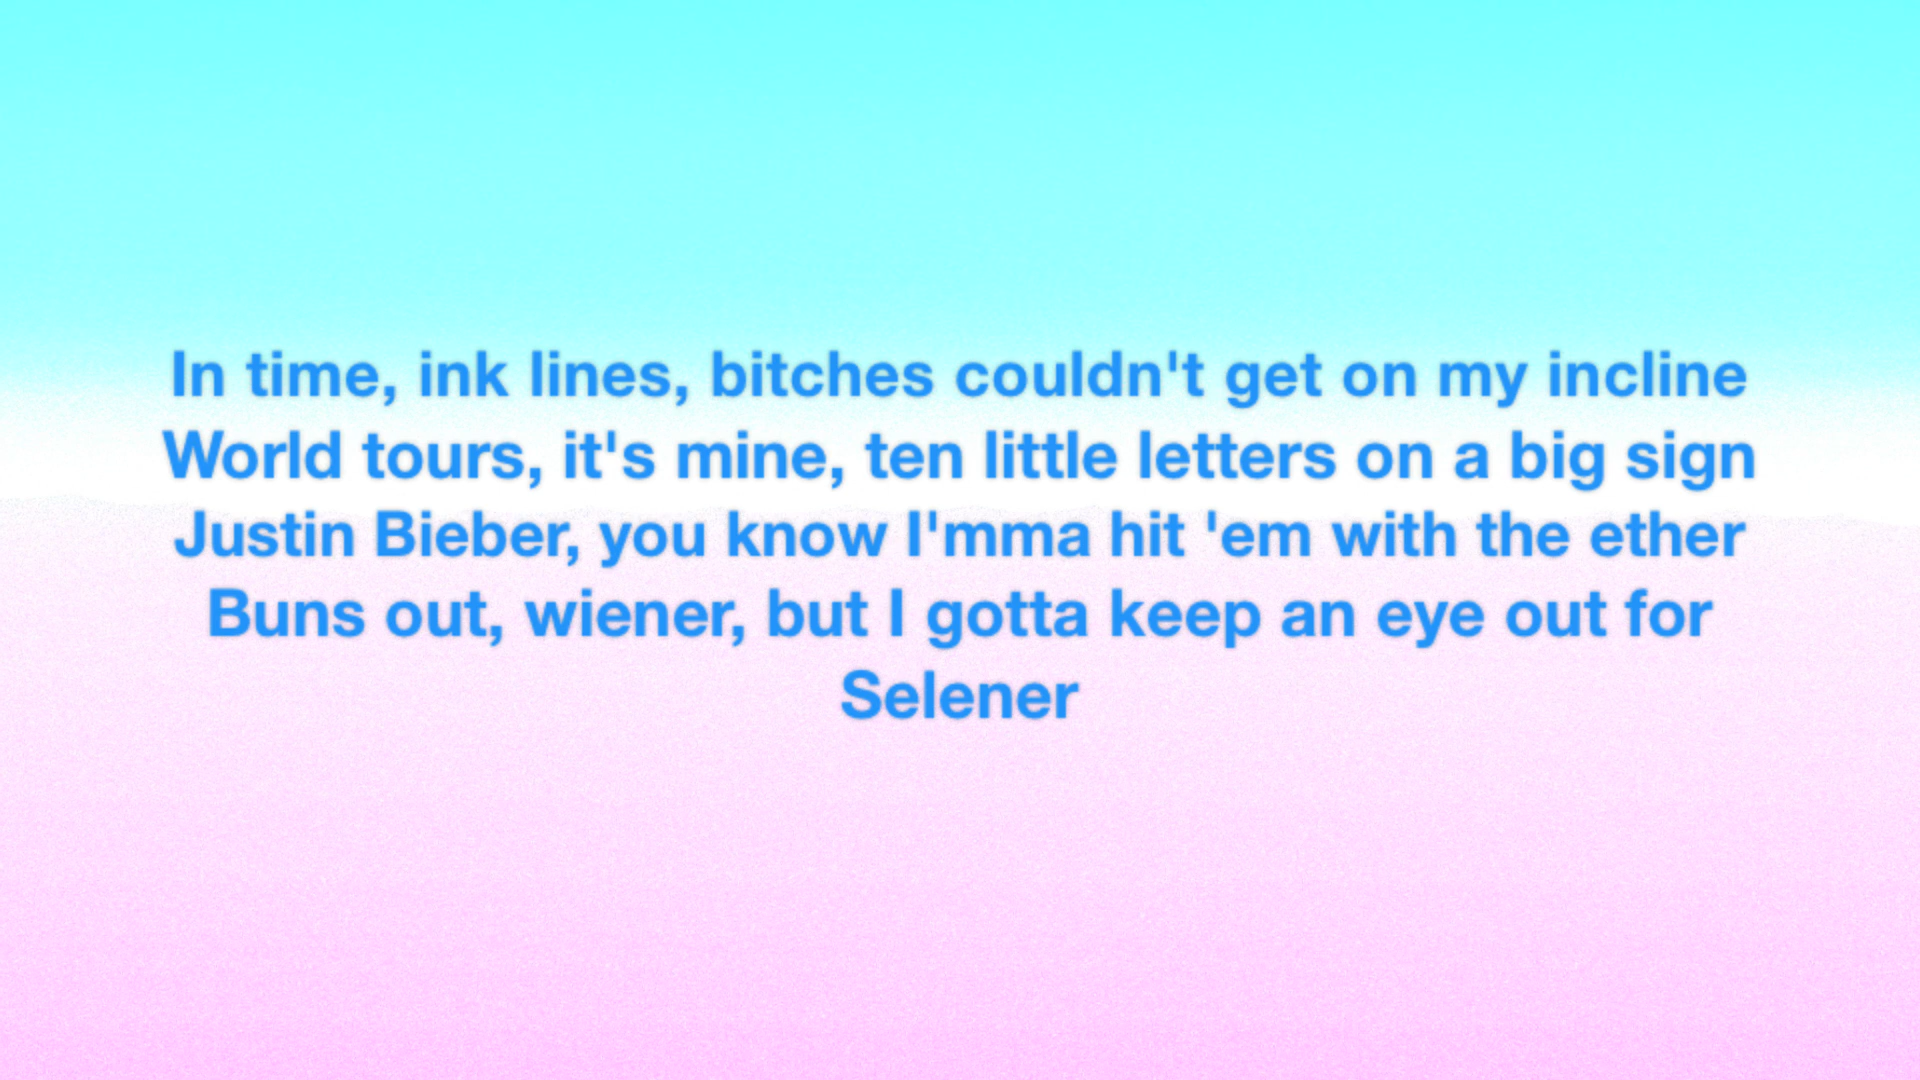 In time, ink lines, bitches couldn't get on my incline
World tours, it's mine, ten little letters on a big sign
Justin Bieber, you know I'mma hit 'em with the ether
Buns out, wiener, but I gotta keep an eye out for
Selener